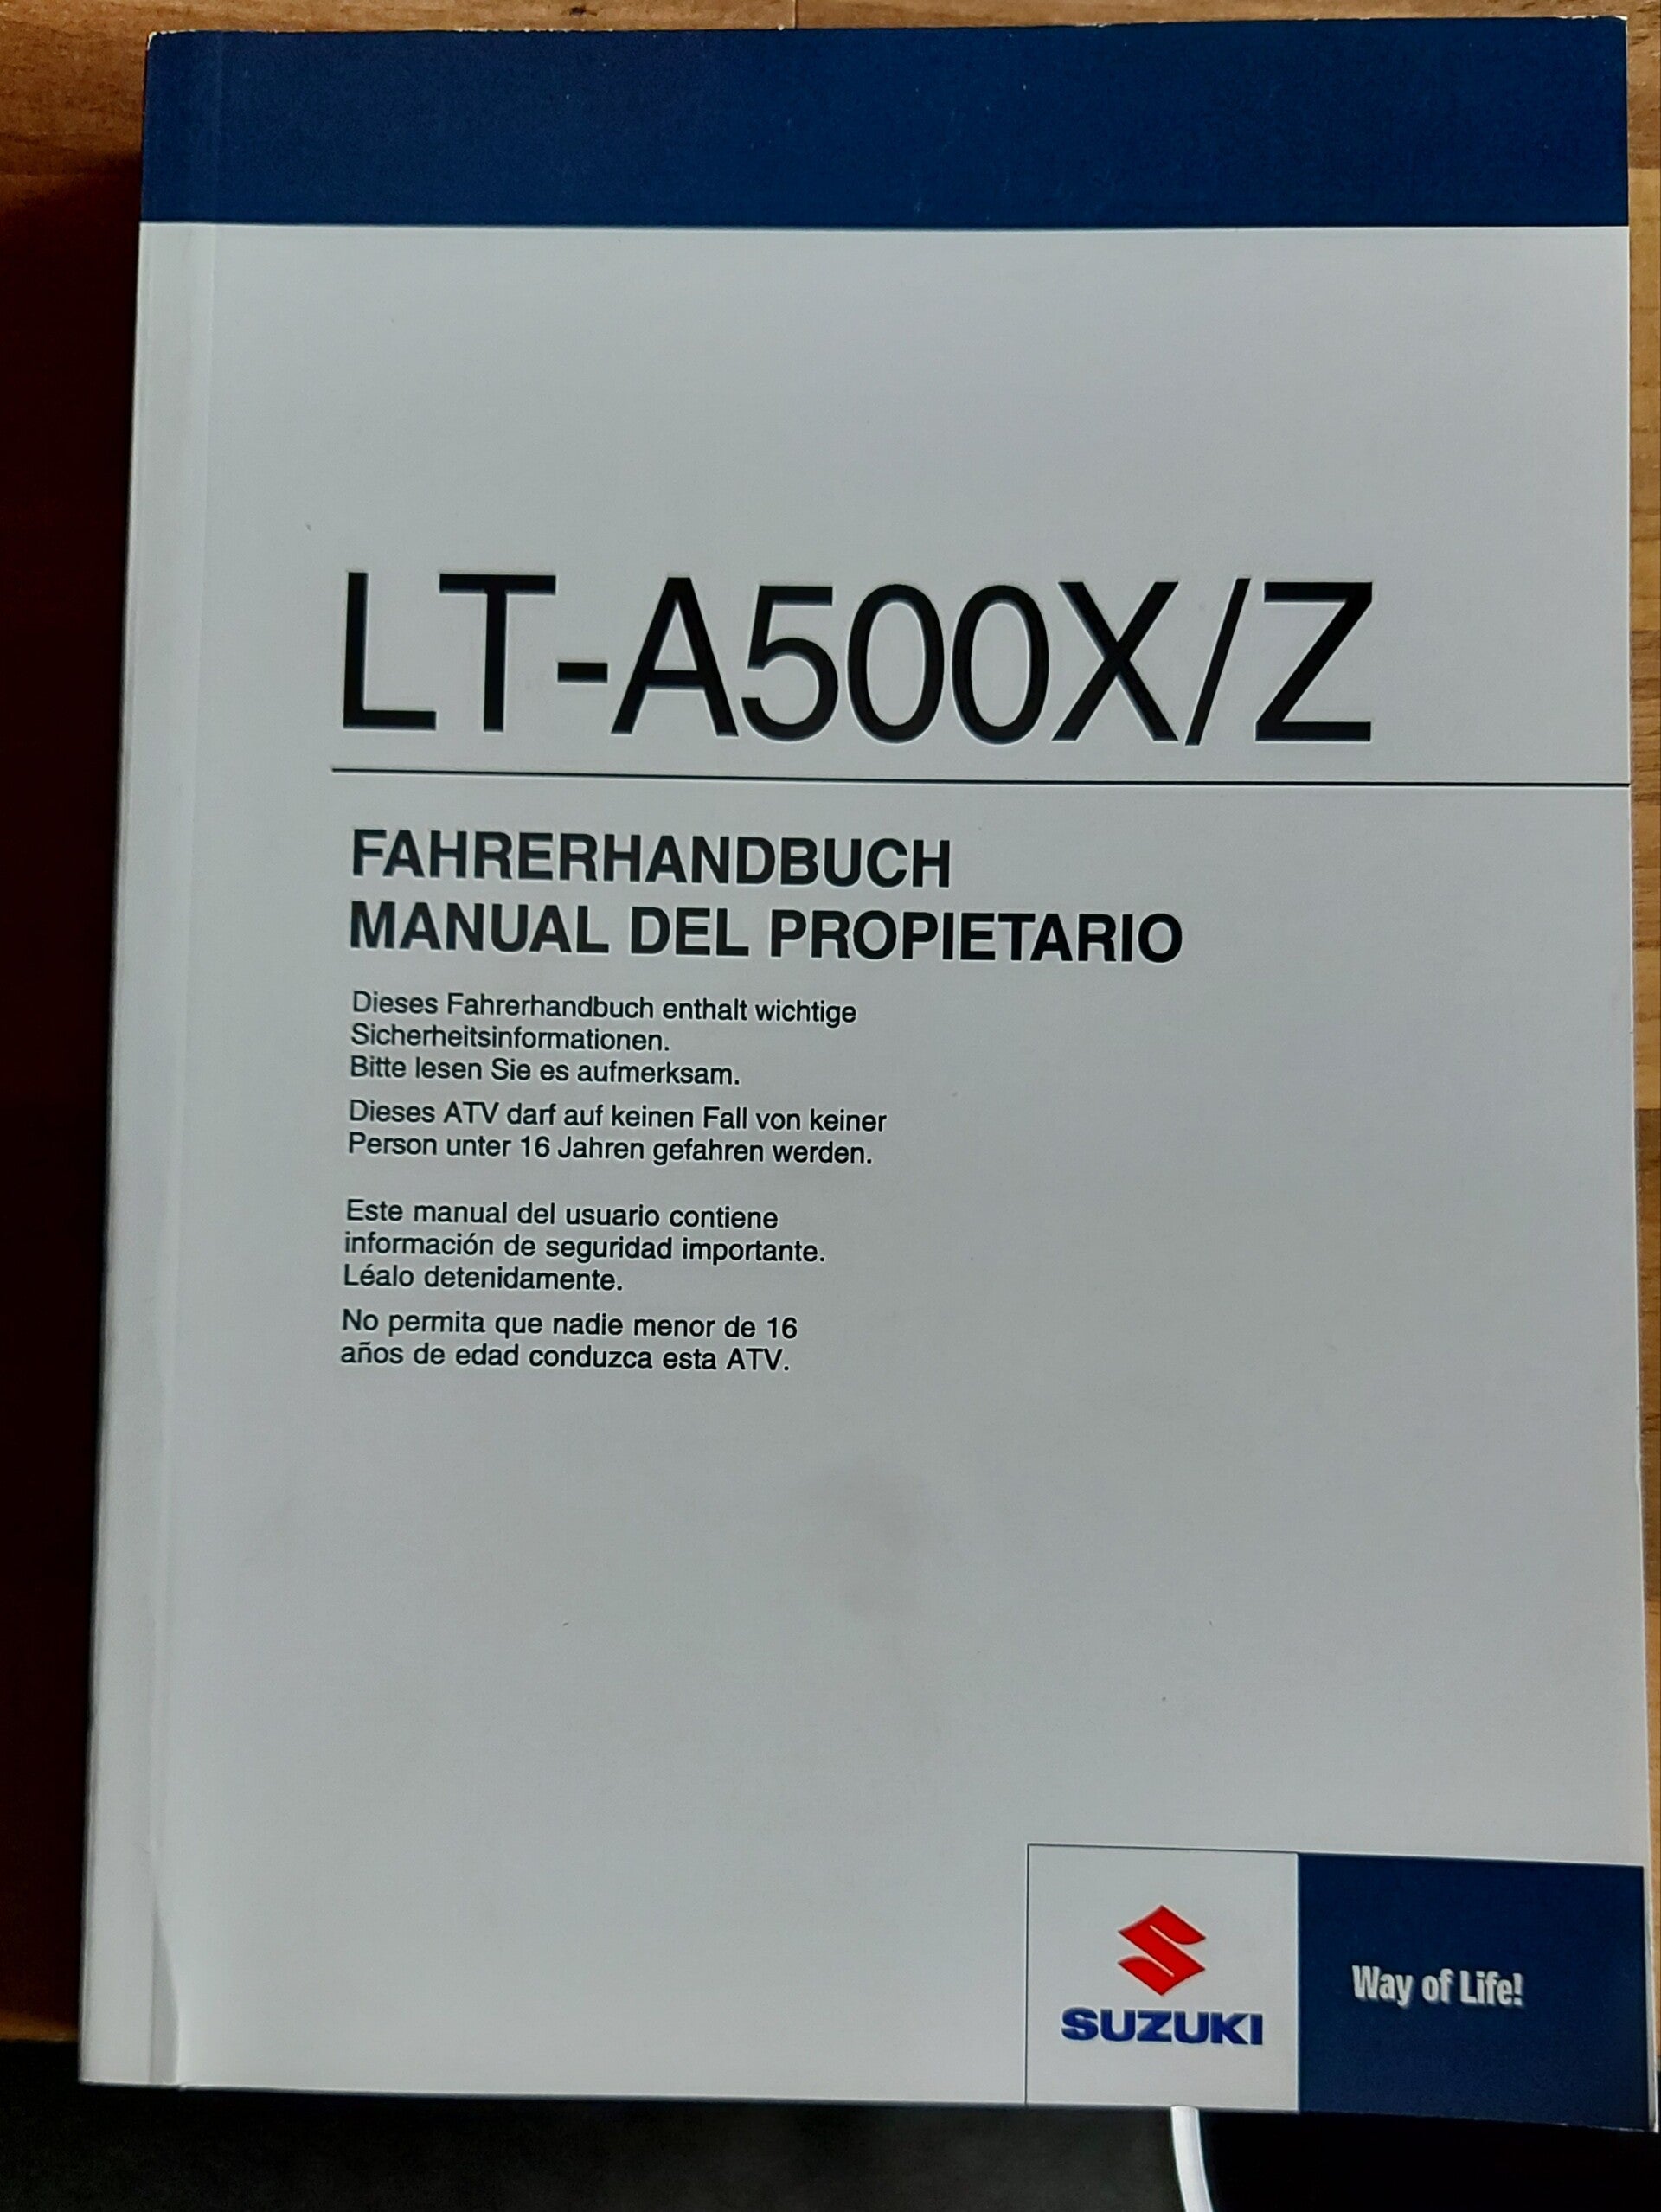 LT-A500X/Z
FAHRERHANDBUCH
MANUAL DEL PROPIETARIO
Dieses Fahrerhandbuch enthalt wichtige
Sicherheitsinformationen.
Bitte lesen Sie es aufmerksam.
Dieses ATV darf auf keinen Fall von keiner
Person unter 16 Jahren gefahren werden.
Este manual del usuario contiene
información de seguridad importante.
Léalo detenidamente.
No permita que nadie menor de 16
años de edad conduzca esta ATV.
SUZUKI
Way of Life!